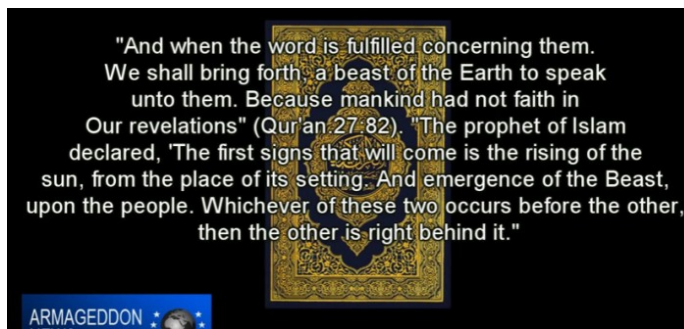 "And when the word is fulfilled concerning them.
We shall bring forth, a beast of the Earth to speak
unto them. Because mankind had not faith in
Our revelations" (Qur'an.27:82). "The prophet of Islam
declared, 'The first signs that will come is the rising of the
sun, from the place of its setting. And emergence of the Beast,
upon the people. Whichever of these two occurs before the other,
then the other is right behind it."
ARMAGEDDON